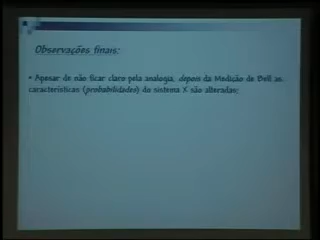 Observações finais:
• Apesar de não ficar claro pela analogia, depois da Medição de Bell as
características (probabilidades) do sistema X são alteradas;